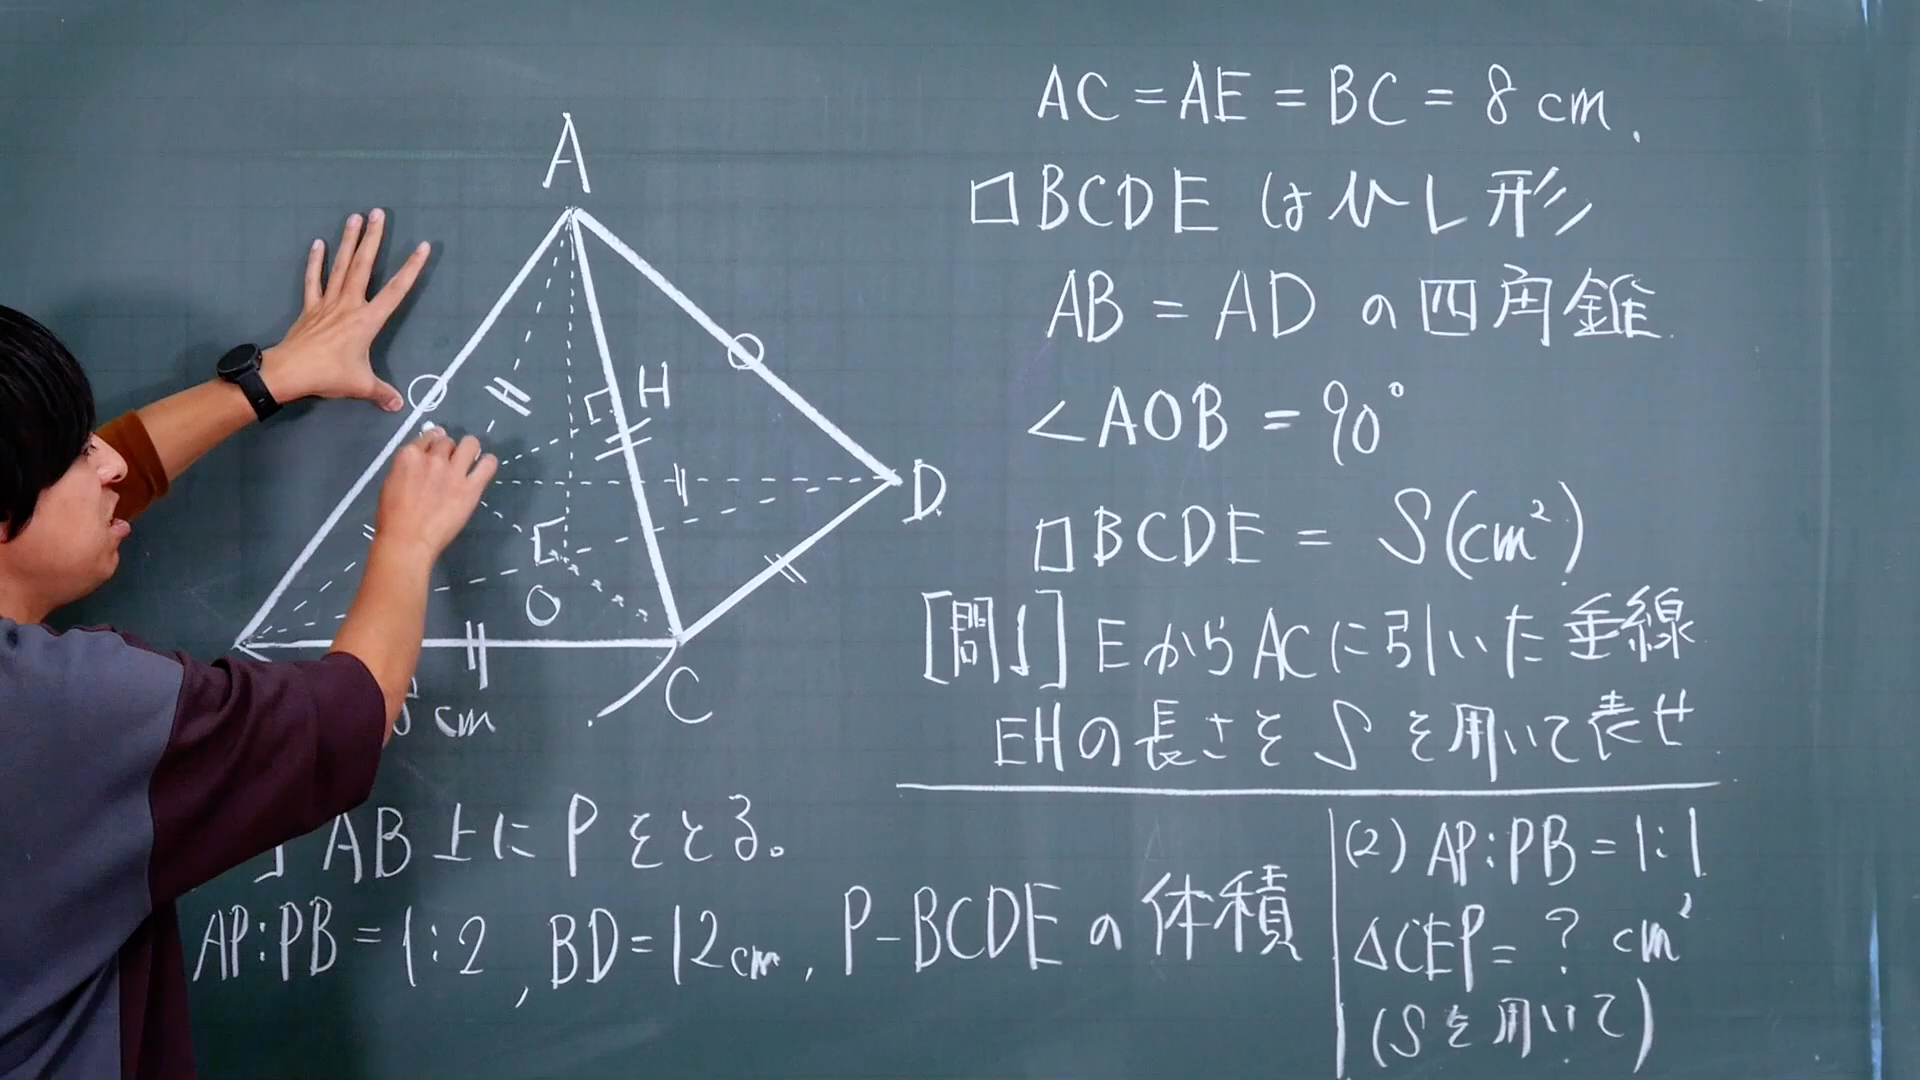 A
H
D
O
C
cm
AC = AE = BC = 8 cm.
□BCDE はひし形
AB = AD の四角錐
∠AOB = 90°
□BCDE = S(cm²)
[問1] EからACに引いた垂線
EHの長さをSを用いて表せ
AB上にPをとる。
AP:PB = 1:2, BD = 12cm, P-BCDEの体積
(2) AP:PB = 1:1
△CEP = ? cm²
(Sを用いて)